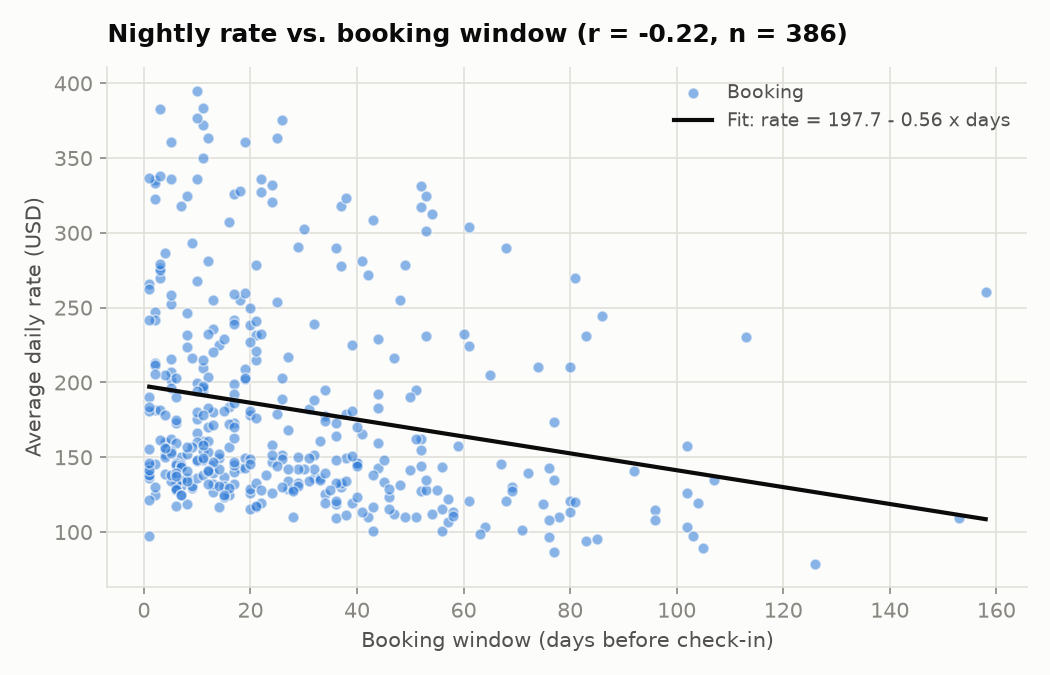 Nightly rate vs. booking window (r = -0.22, n = 386)
Booking
Fit: rate = 197.7 - 0.56 x days
Average daily rate (USD)
400
350
300
250
200
150
100
0 20 40 60 80 100 120 140 160
Booking window (days before check-in)